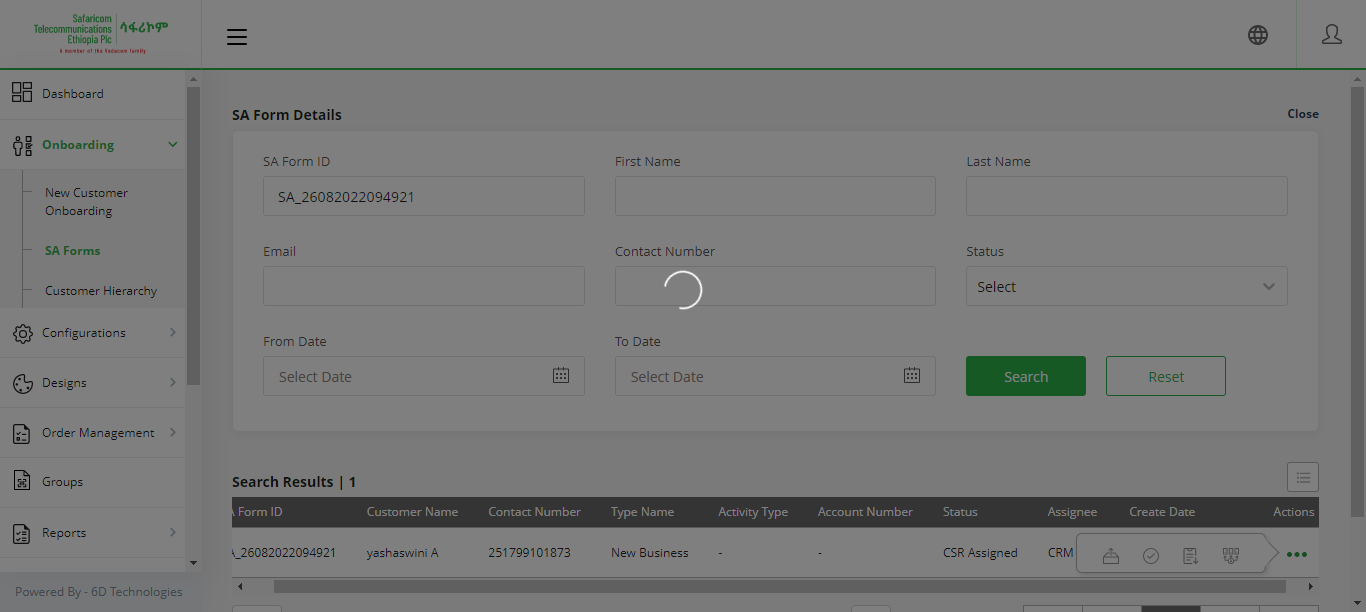 Safaricom
Telecommunications
Ethiopia Plc
ሳፋሪኮም
A member of the Vodacom family
Dashboard
Onboarding
New Customer
Onboarding
SA Forms
Customer Hierarchy
Configurations
Designs
Order Management
Groups
Reports
Powered By - 6D Technologies
SA Form Details
Close
SA Form ID
First Name
Last Name
SA_26082022094921
Email
Contact Number
Status
Select
From Date
To Date
Select Date
Select Date
Search
Reset
Search Results | 1
A Form ID Customer Name Contact Number Type Name Activity Type Account Number Status Assignee Create Date Actions
A_26082022094921 yashaswini A 251799101873 New Business - - CSR Assigned CRM